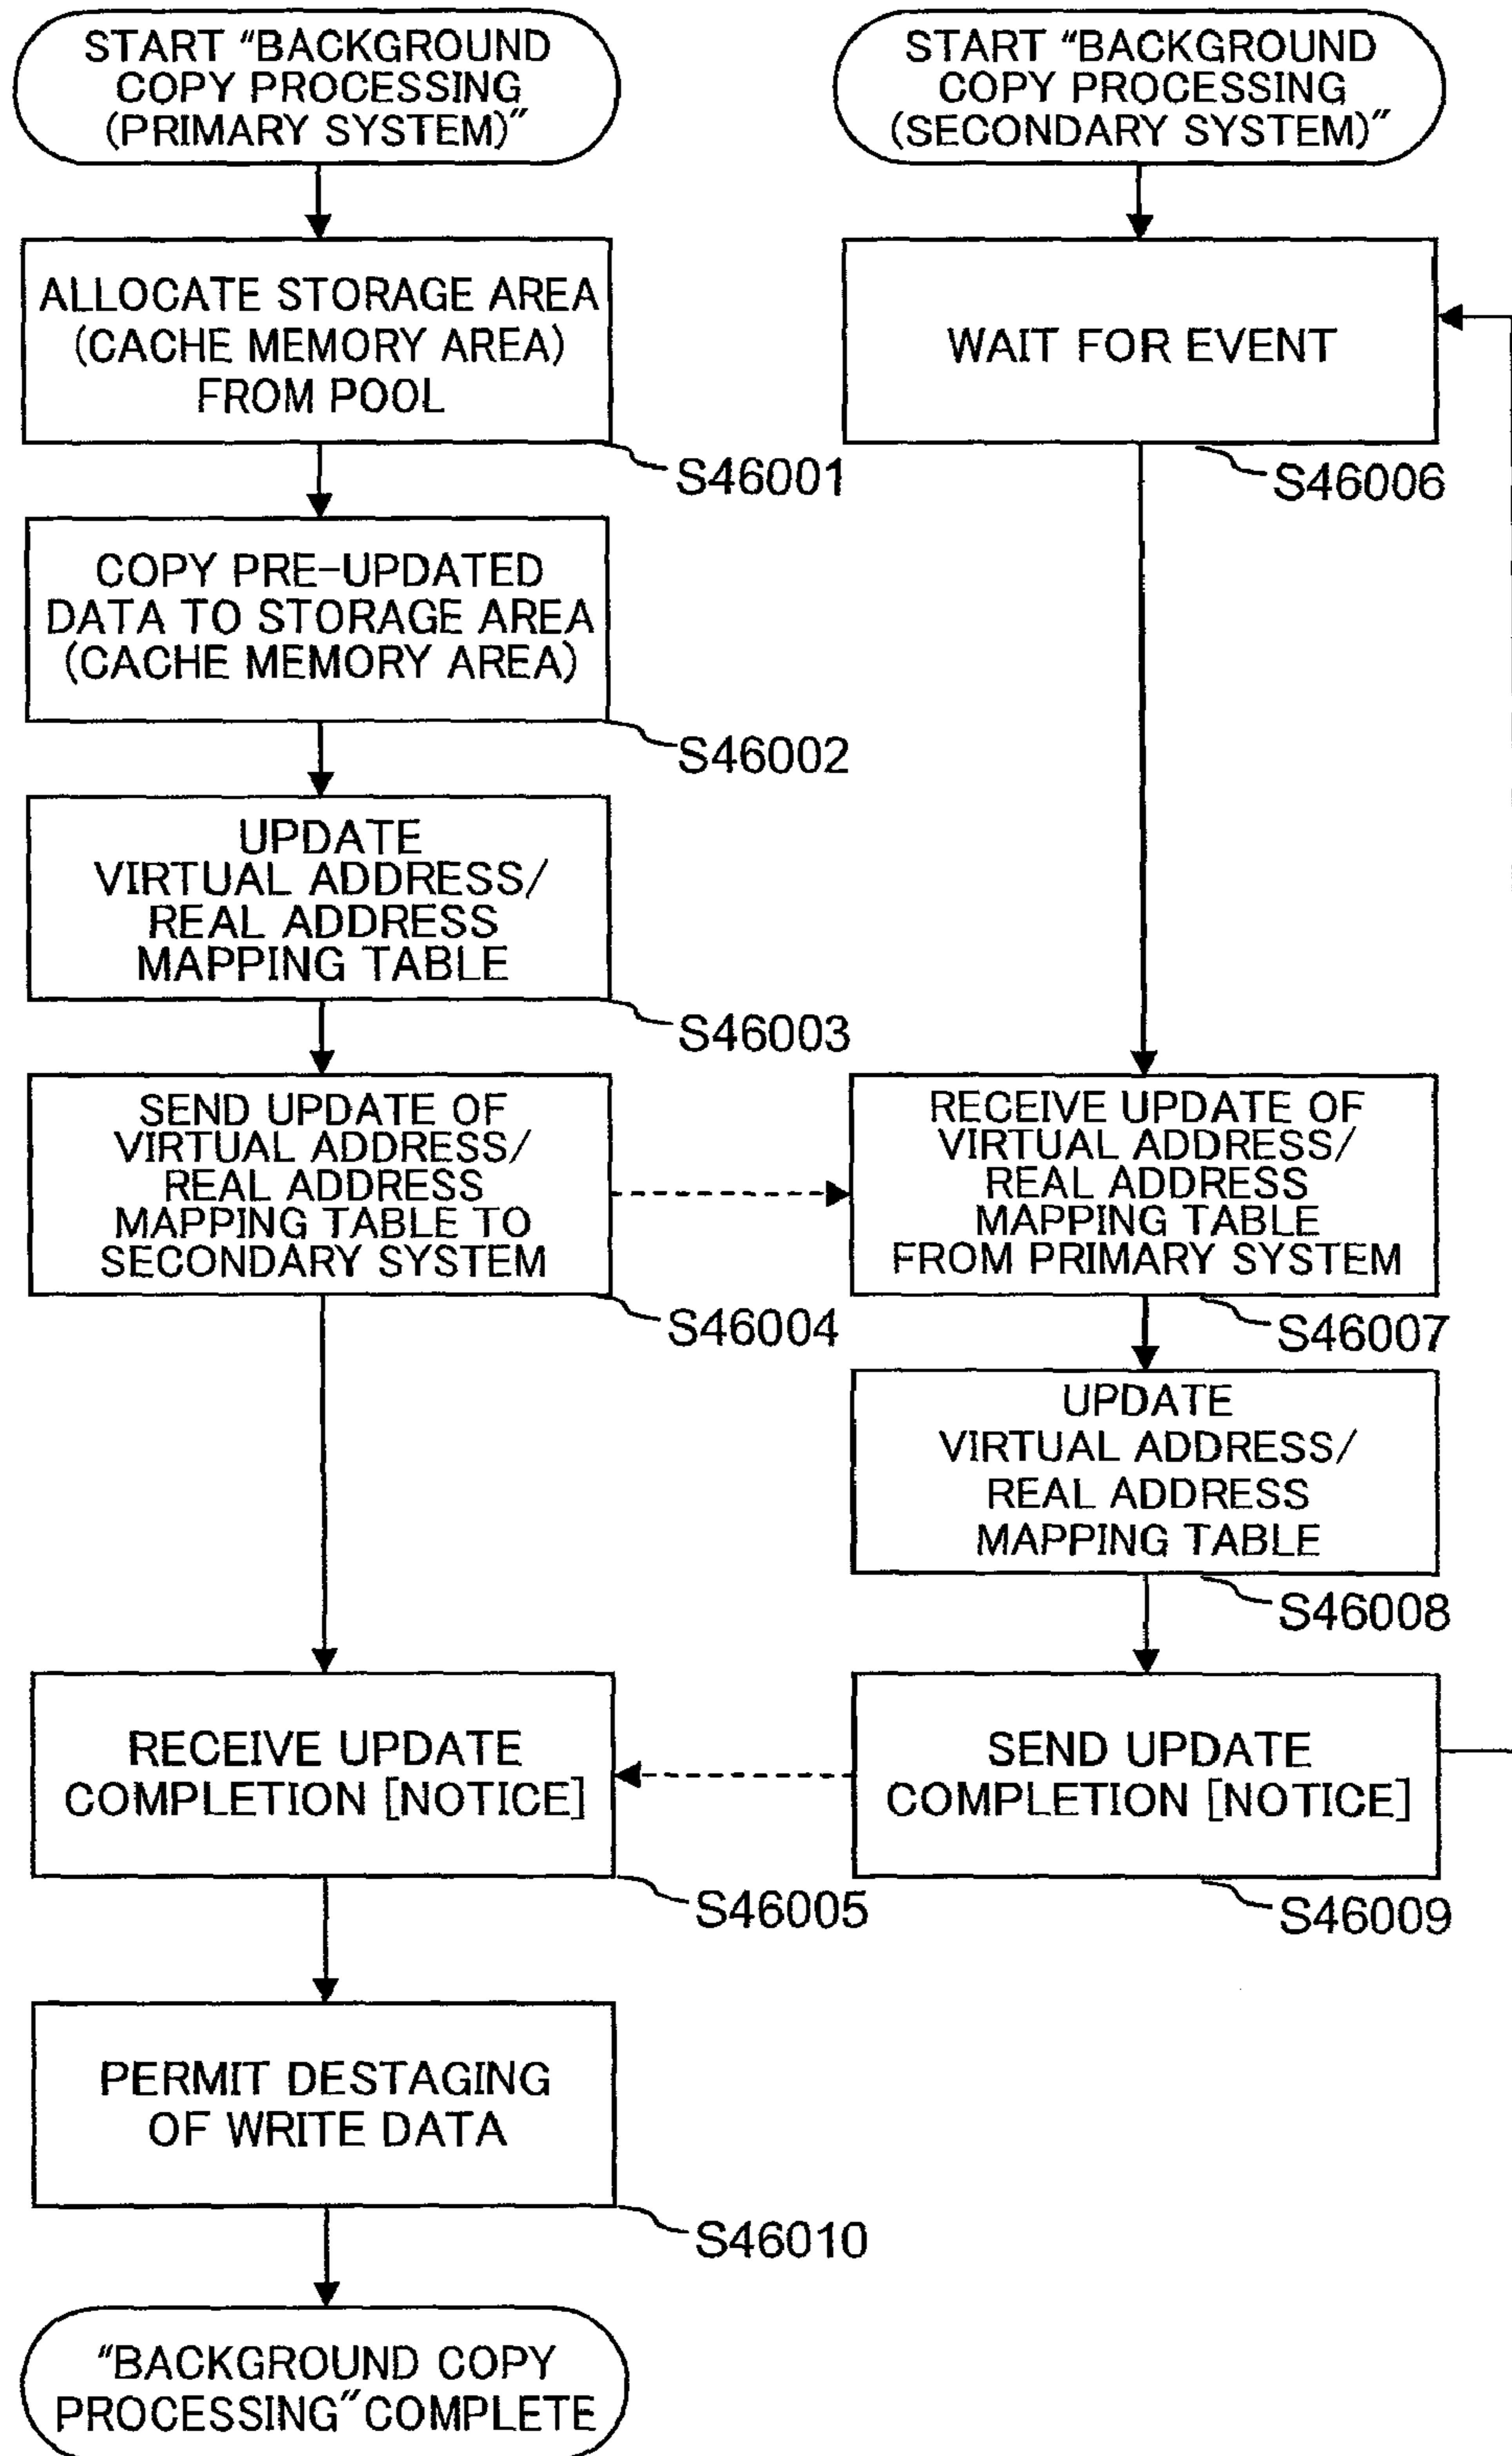 START “BACKGROUND
COPY PROCESSING
(PRIMARY SYSTEM)”
ALLOCATE STORAGE AREA
(CACHE MEMORY AREA)
FROM POOL
S46001
COPY PRE-UPDATED
DATA TO STORAGE AREA
(CACHE MEMORY AREA)
S46002
UPDATE
VIRTUAL ADDRESS/
REAL ADDRESS
MAPPING TABLE
S46003
SEND UPDATE OF
VIRTUAL ADDRESS/
REAL ADDRESS
MAPPING TABLE TO
SECONDARY SYSTEM
S46004
RECEIVE UPDATE
COMPLETION [NOTICE]
S46005
PERMIT DESTAGING
OF WRITE DATA
S46010
“BACKGROUND COPY
PROCESSING” COMPLETE
START “BACKGROUND
COPY PROCESSING
(SECONDARY SYSTEM)”
WAIT FOR EVENT
S46006
RECEIVE UPDATE OF
VIRTUAL ADDRESS/
REAL ADDRESS
MAPPING TABLE
FROM PRIMARY SYSTEM
S46007
UPDATE
VIRTUAL ADDRESS/
REAL ADDRESS
MAPPING TABLE
S46008
SEND UPDATE
COMPLETION [NOTICE]
S46009